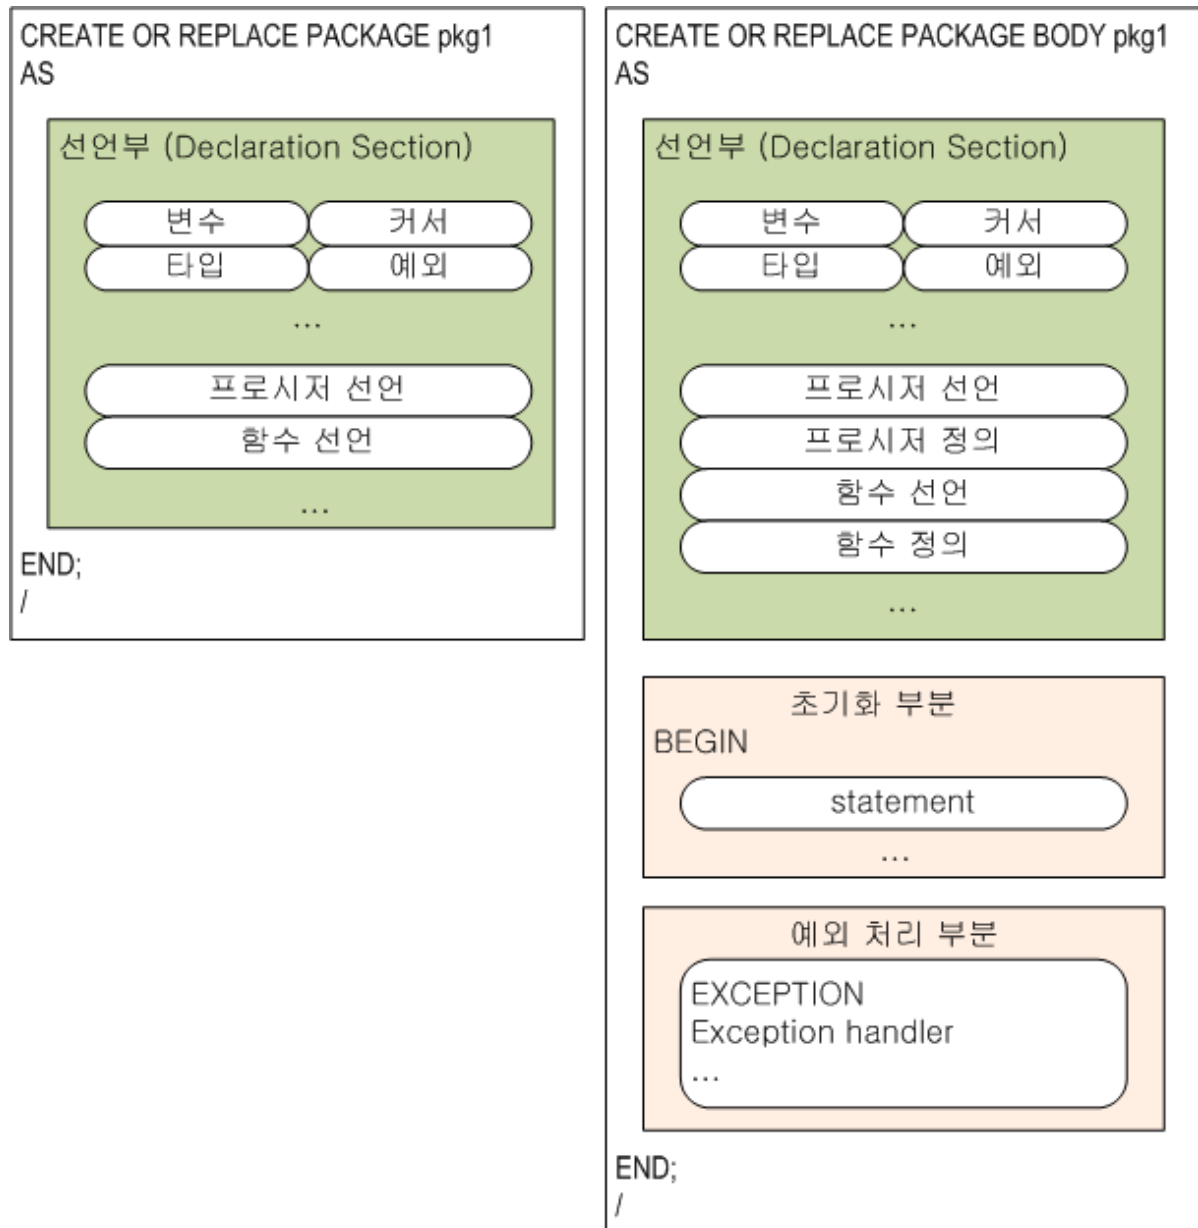 CREATE OR REPLACE PACKAGE pkg1
AS
선언부 (Declaration Section)
변수 커서
타입 예외
...
프로시저 선언
함수 선언
...
END;
/
CREATE OR REPLACE PACKAGE BODY pkg1
AS
선언부 (Declaration Section)
변수 커서
타입 예외
...
프로시저 선언
프로시저 정의
함수 선언
함수 정의
...
초기화 부분
BEGIN
statement
...
예외 처리 부분
EXCEPTION
Exception handler
...
END;
/